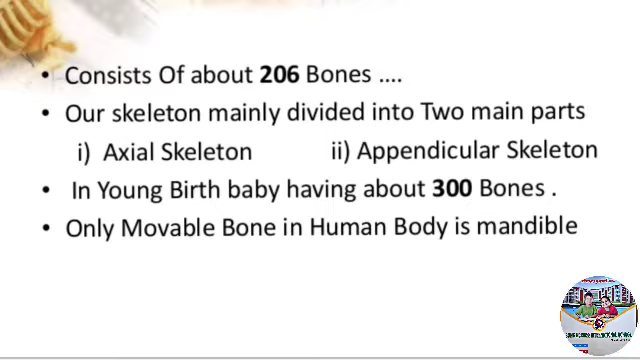 • Consists Of about 206 Bones ....
• Our skeleton mainly divided into Two main parts
i) Axial Skeleton ii) Appendicular Skeleton
• In Young Birth baby having about 300 Bones .
• Only Movable Bone in Human Body is mandible